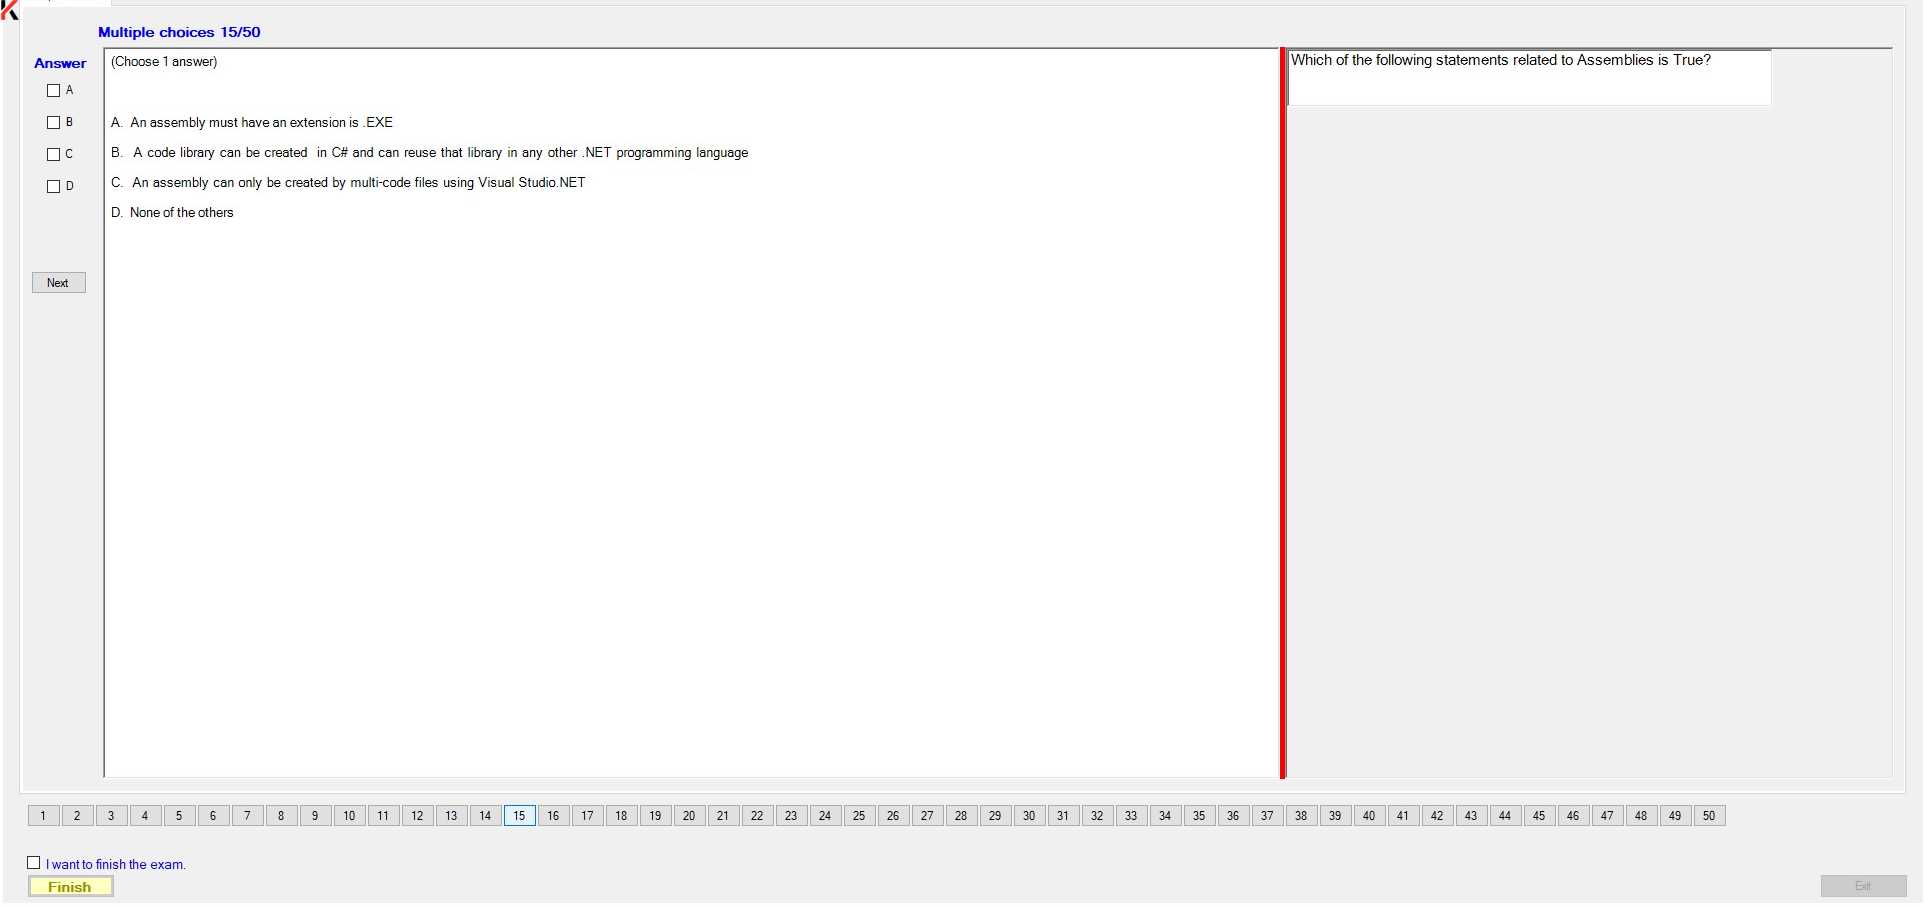 Multiple choices 15/50
Answer
A
B
C
D
Next
(Choose 1 answer)
A. An assembly must have an extension is .EXE
B. A code library can be created in C# and can reuse that library in any other .NET programming language
C. An assembly can only be created by multi-code files using Visual Studio.NET
D. None of the others
Which of the following statements related to Assemblies is True?
1 2 3 4 5 6 7 8 9 10 11 12 13 14 15 16 17 18 19 20 21 22 23 24 25 26 27 28 29 30 31 32 33 34 35 36 37 38 39 40 41 42 43 44 45 46 47 48 49 50
I want to finish the exam.
Finish
Exit